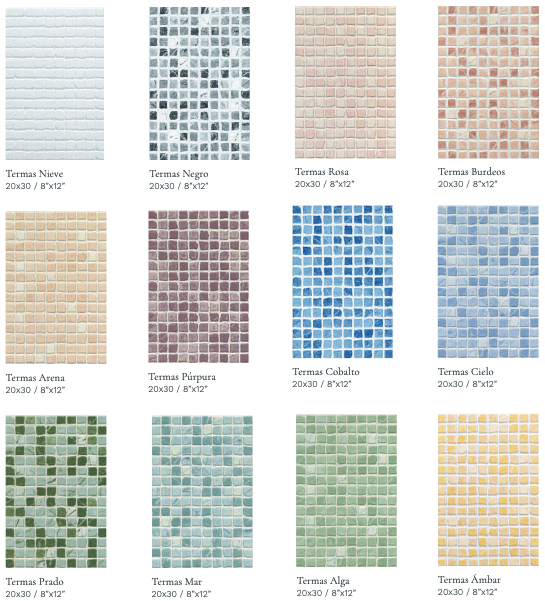 Termas Nieve
20x30 / 8"x12"
Termas Negro
20x30 / 8"x12"
Termas Rosa
20x30 / 8"x12"
Termas Burdeos
20x30 / 8"x12"
Termas Arena
20x30 / 8"x12"
Termas Púrpura
20x30 / 8"x12"
Termas Cobalto
20x30 / 8"x12"
Termas Cielo
20x30 / 8"x12"
Termas Prado
20x30 / 8"x12"
Termas Mar
20x30 / 8"x12"
Termas Alga
20x30 / 8"x12"
Termas Ámbar
20x30 / 8"x12"